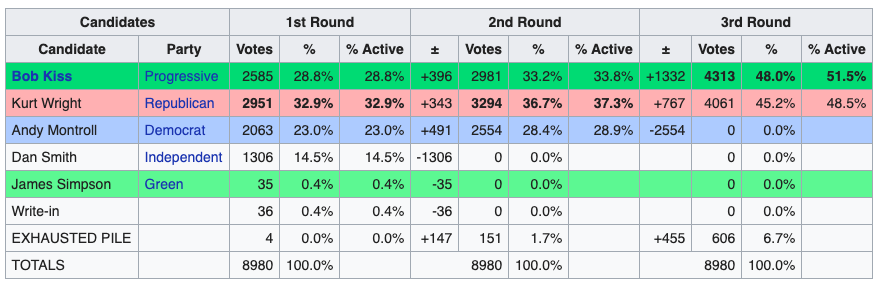 Candidates 1st Round 2nd Round 3rd Round
Candidate Party Votes % % Active ± Votes % % Active ± Votes % % Active
Bob Kiss Progressive 2585 28.8% 28.8% +396 2981 33.2% 33.8% +1332 4313 48.0% 51.5%
Kurt Wright Republican 2951 32.9% 32.9% +343 3294 36.7% 37.3% +767 4061 45.2% 48.5%
Andy Montroll Democrat 2063 23.0% 23.0% +491 2554 28.4% 28.9% -2554 0 0.0%
Dan Smith Independent 1306 14.5% 14.5% -1306 0 0.0% 0 0.0%
James Simpson Green 35 0.4% 0.4% -35 0 0.0% 0 0.0%
Write-in 36 0.4% 0.4% -36 0 0.0% 0 0.0%
EXHAUSTED PILE 4 0.0% 0.0% +147 151 1.7% +455 606 6.7%
TOTALS 8980 100.0% 8980 100.0% 8980 100.0%